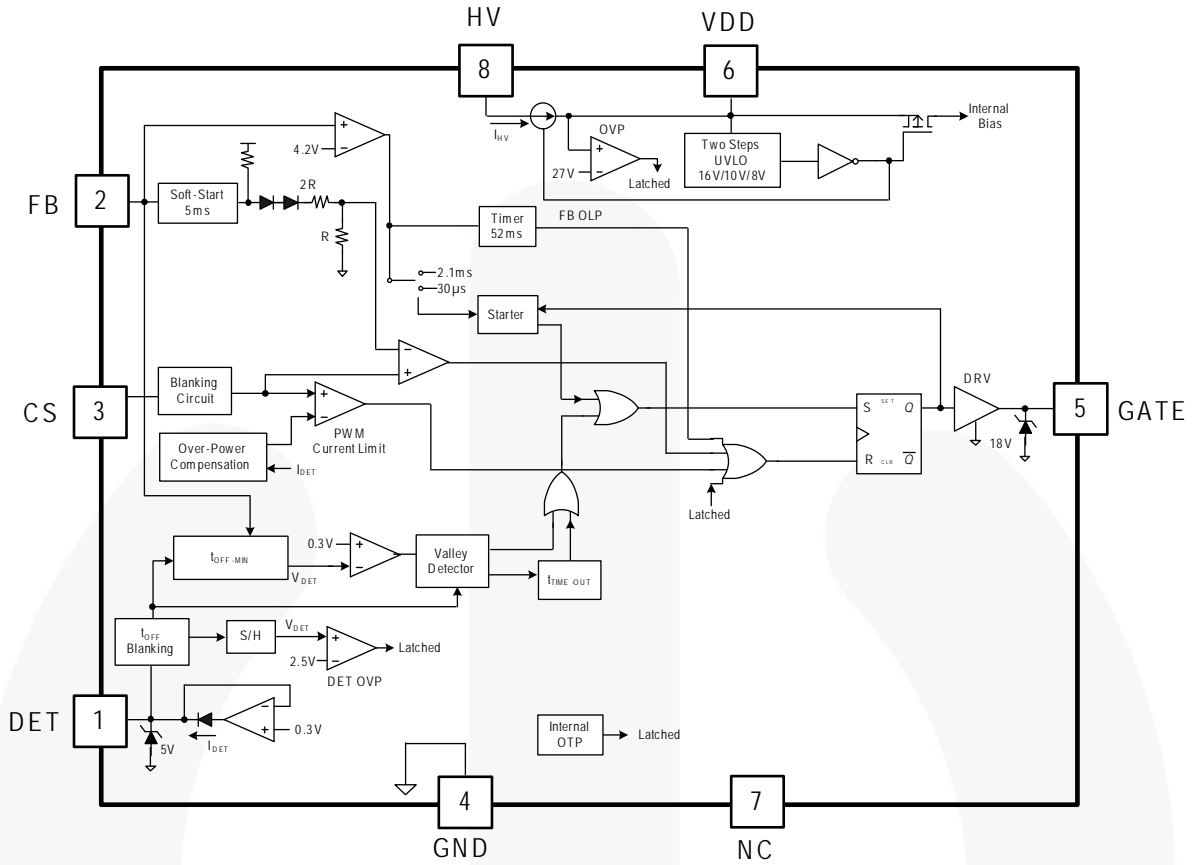 HV
VDD
8
6
I_HV
OVP
27V
Latched
Two Steps
UVLO
16V/10V/8V
Internal
Bias
4.2V
FB
2
Soft-Start
5ms
2R
R
Timer
52ms
FB OLP
2.1ms
30µs
Starter
CS
3
Blanking
Circuit
PWM
Current Limit
Over-Power
Compensation
I_DET
S SET Q
R CLR Q̅
DRV
18V
5
GATE
Latched
t_OFF-MIN
V_DET
0.3V
Valley
Detector
t_TIME-OUT
t_OFF
Blanking
S/H
V_DET
2.5V
DET OVP
Latched
DET
1
5V
I_DET
0.3V
Internal
OTP
Latched
4
GND
7
NC